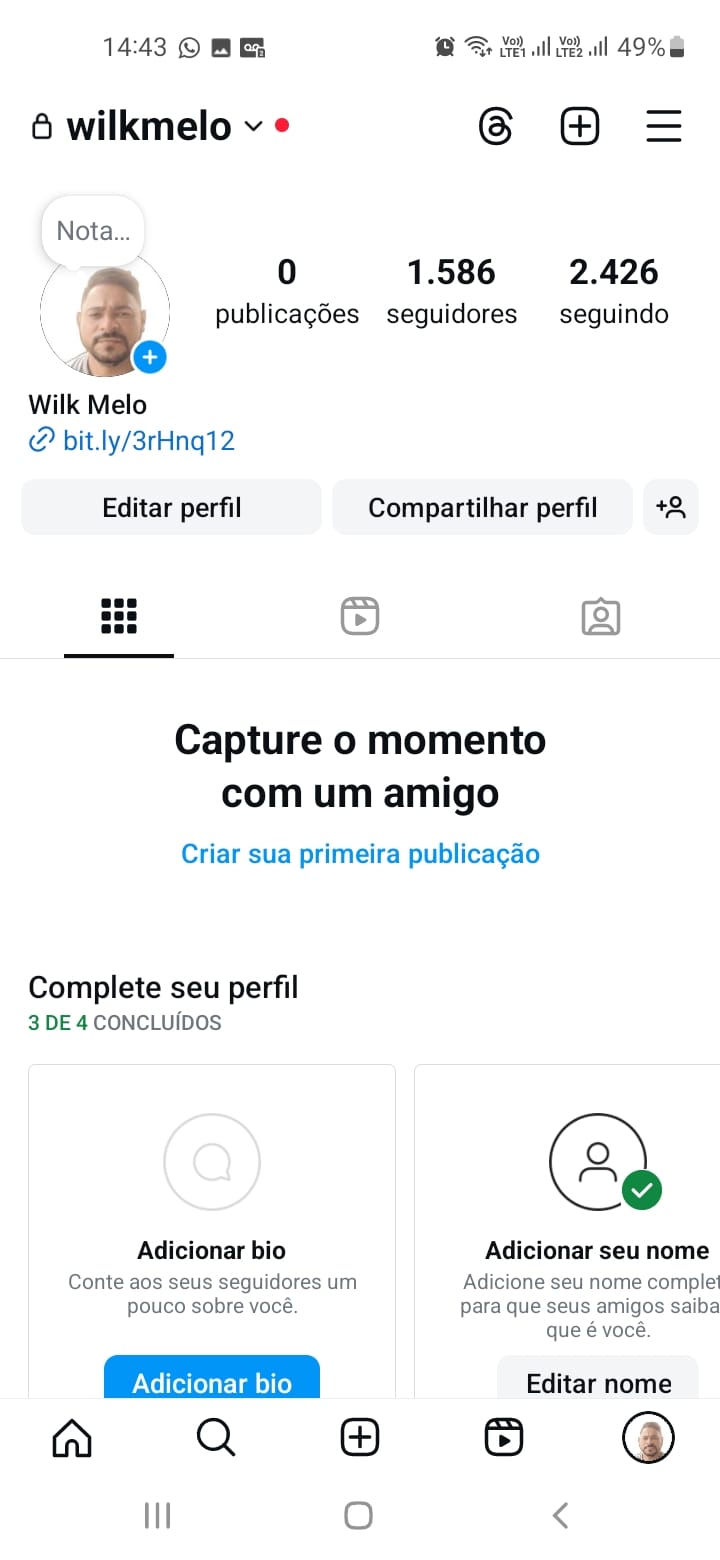 14:43
Vo)) LTE1 Vo)) LTE2 49%
wilkmelo
Nota...
0 1.586 2.426
publicações seguidores seguindo
Wilk Melo
bit.ly/3rHnq12
Editar perfil Compartilhar perfil
Capture o momento
com um amigo
Criar sua primeira publicação
Complete seu perfil
3 DE 4 CONCLUÍDOS
Adicionar bio
Conte aos seus seguidores um
pouco sobre você.
Adicionar bio
Adicionar seu nome
Adicione seu nome complet
para que seus amigos saiba
que é você.
Editar nome